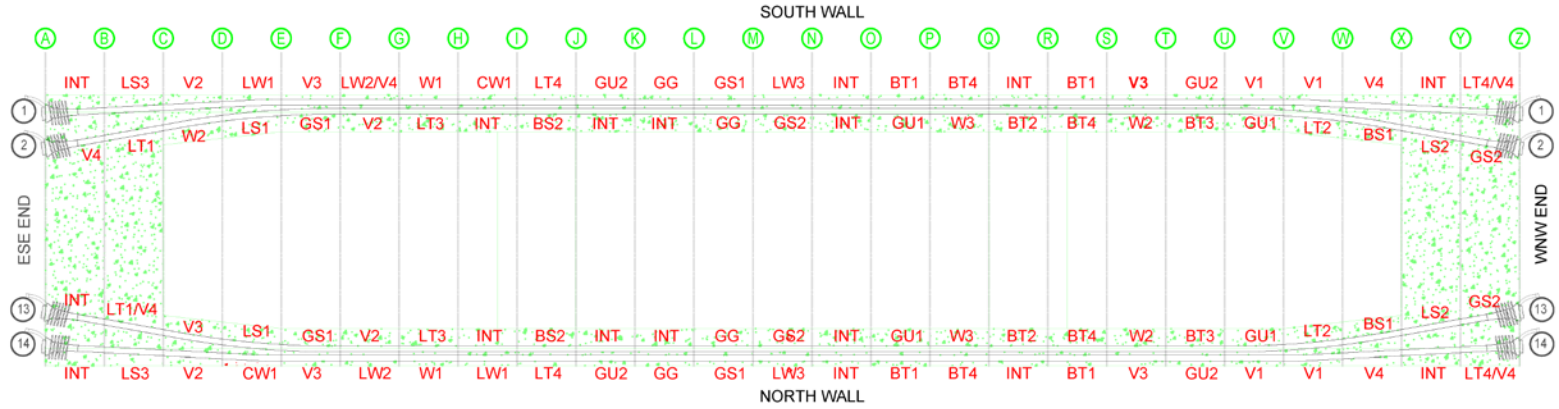 SOUTH WALL
A B C D E F G H I J K L M N O P Q R S T U V W X Y Z
INT LS3 V2 LW1 V3 LW2/V4 W1 CW1 LT4 GU2 GG GS1 LW3 INT BT1 BT4 INT BT1 V3 GU2 V1 V1 V4 INT LT4/V4
1 1
V4 LT1 W2 LS1 GS1 V2 LT3 INT BS2 INT INT GG GS2 INT GU1 W3 BT2 BT4 W2 BT3 GU1 LT2 BS1 LS2 GS2
2 2
ESE END
WNW END
INT LT1/V4 V3 LS1 GS1 V2 LT3 INT BS2 INT INT GG GS2 INT GU1 W3 BT2 BT4 W2 BT3 GU1 LT2 BS1 LS2 GS2
13 13
14 14
INT LS3 V2 CW1 V3 LW2 W1 LW1 LT4 GU2 GG GS1 LW3 INT BT1 BT4 INT BT1 V3 GU2 V1 V1 V4 INT LT4/V4
NORTH WALL